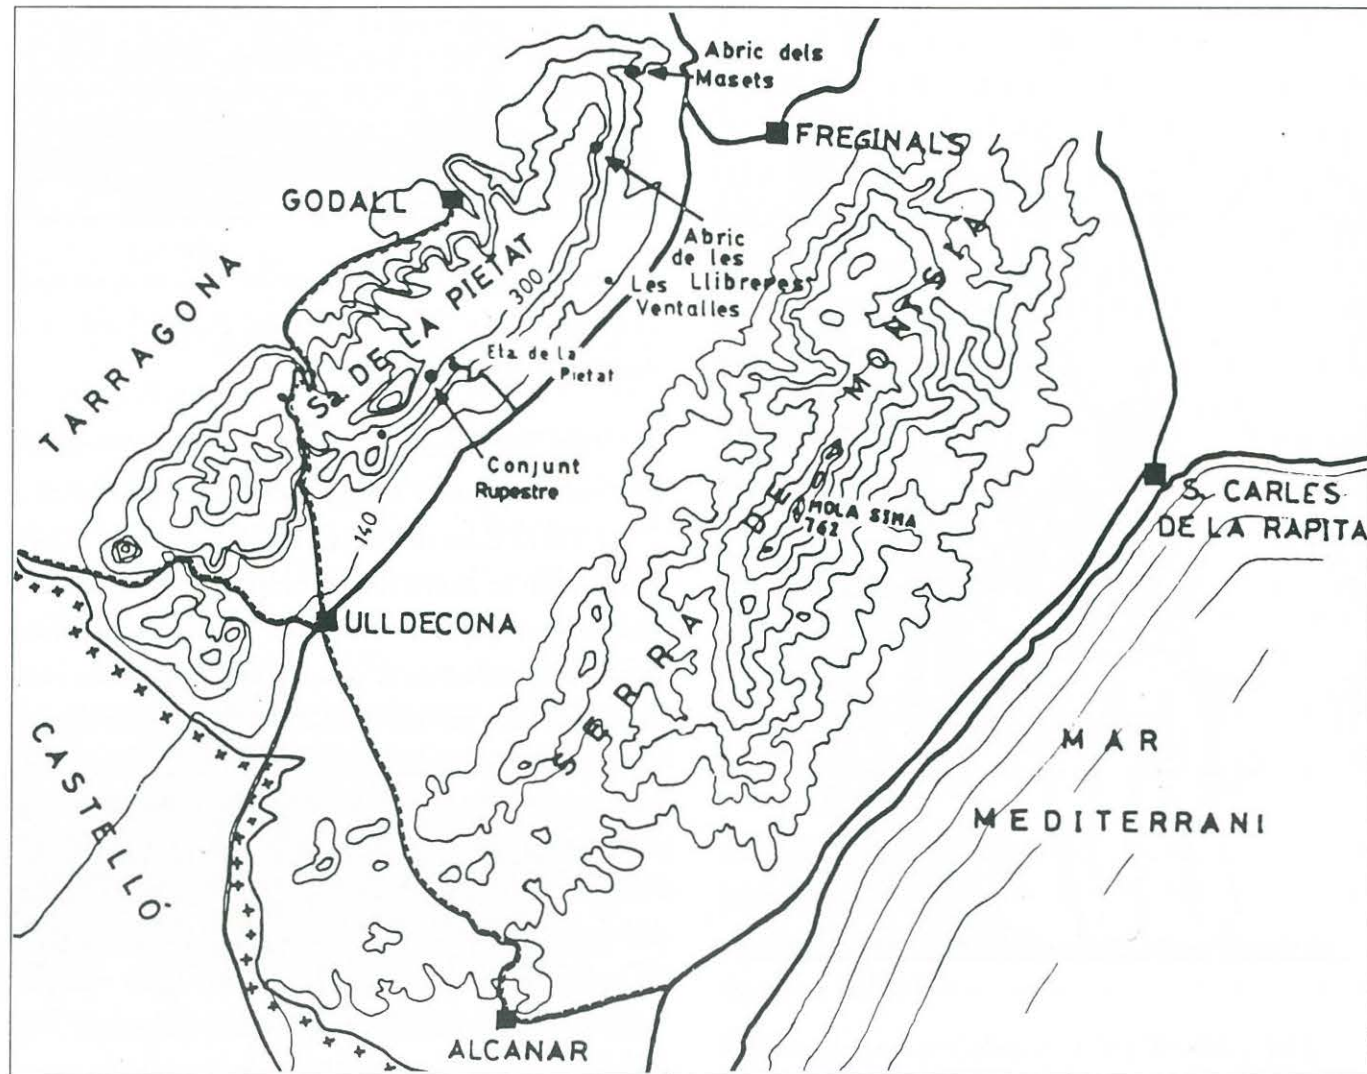 Abric dels
Masets
FREGINALS
GODALL
Abric
de les
Llibreres
Les
Ventalles
TARRAGONA
Sa. DE LA PIETAT
300
Eta. de la
Pietat
Conjunt
Rupestre
140
SERRA DE MONTSIA
MOLA SIMA
762
S. CARLES
DE LA RAPITA
ULLDECONA
MAR
MEDITERRANI
CASTELLÓ
ALCANAR